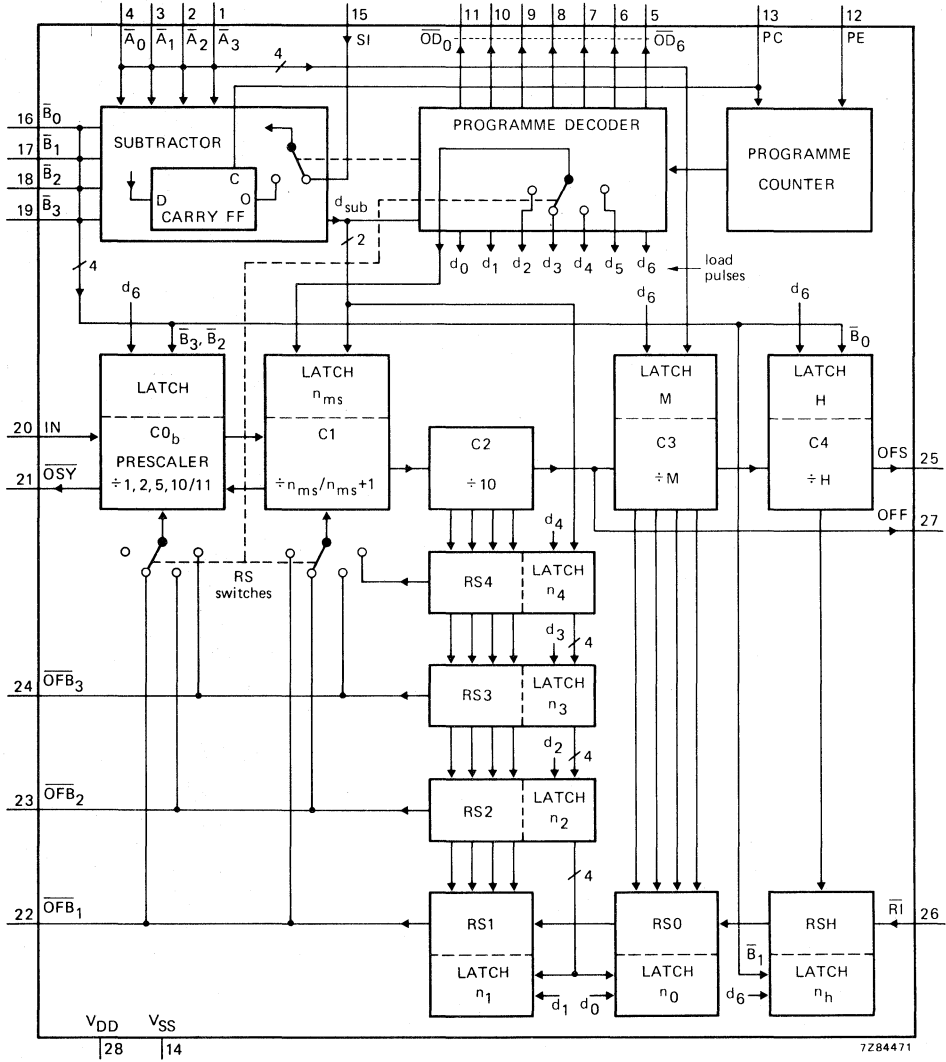 4 3 2 1 15 11 10 9 8 7 6 5 13 12
A̅0 A̅1 A̅2 A̅3 SI O̅D̅0 O̅D̅6 PC PE
4
16 B̅0
17 B̅1
18 B̅2
19 B̅3
SUBTRACTOR
C
D O
CARRY FF
PROGRAMME DECODER
PROGRAMME
COUNTER
dsub
2
4
d0 d1 d2 d3 d4 d5 d6
load
pulses
d6
B̅3, B̅2
d6
d6
B̅0
LATCH
C0b
PRESCALER
÷1, 2, 5, 10/11
LATCH
nms
C1
÷nms/nms+1
C2
÷10
LATCH
M
C3
÷M
LATCH
H
C4
÷H
20 IN
21 O̅S̅Y̅
OFS 25
OFF 27
RS
switches
d4
RS4
LATCH
n4
d3
4
RS3
LATCH
n3
d2
4
RS2
LATCH
n2
4
24 O̅F̅B̅3
23 O̅F̅B̅2
22 O̅F̅B̅1
RS1
LATCH
n1
d1 d0
RS0
LATCH
n0
RSH
LATCH
nh
B̅1
d6
R̅I̅ 26
VDD VSS
28 14
7Z84471